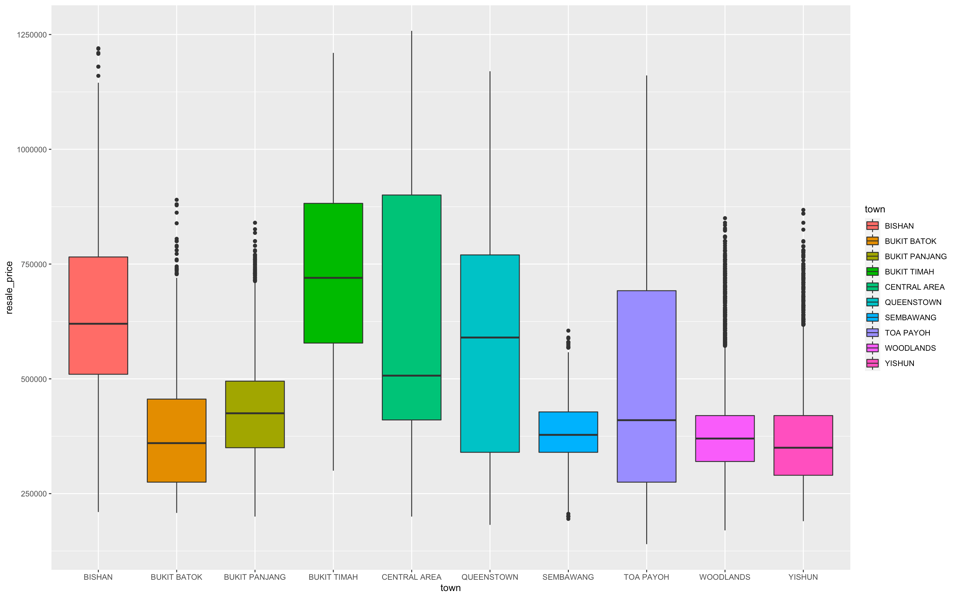 1250000
1000000
750000
500000
250000
resale_price
BISHAN BUKIT BATOK BUKIT PANJANG BUKIT TIMAH CENTRAL AREA QUEENSTOWN SEMBAWANG TOA PAYOH WOODLANDS YISHUN
town
town
BISHAN
BUKIT BATOK
BUKIT PANJANG
BUKIT TIMAH
CENTRAL AREA
QUEENSTOWN
SEMBAWANG
TOA PAYOH
WOODLANDS
YISHUN